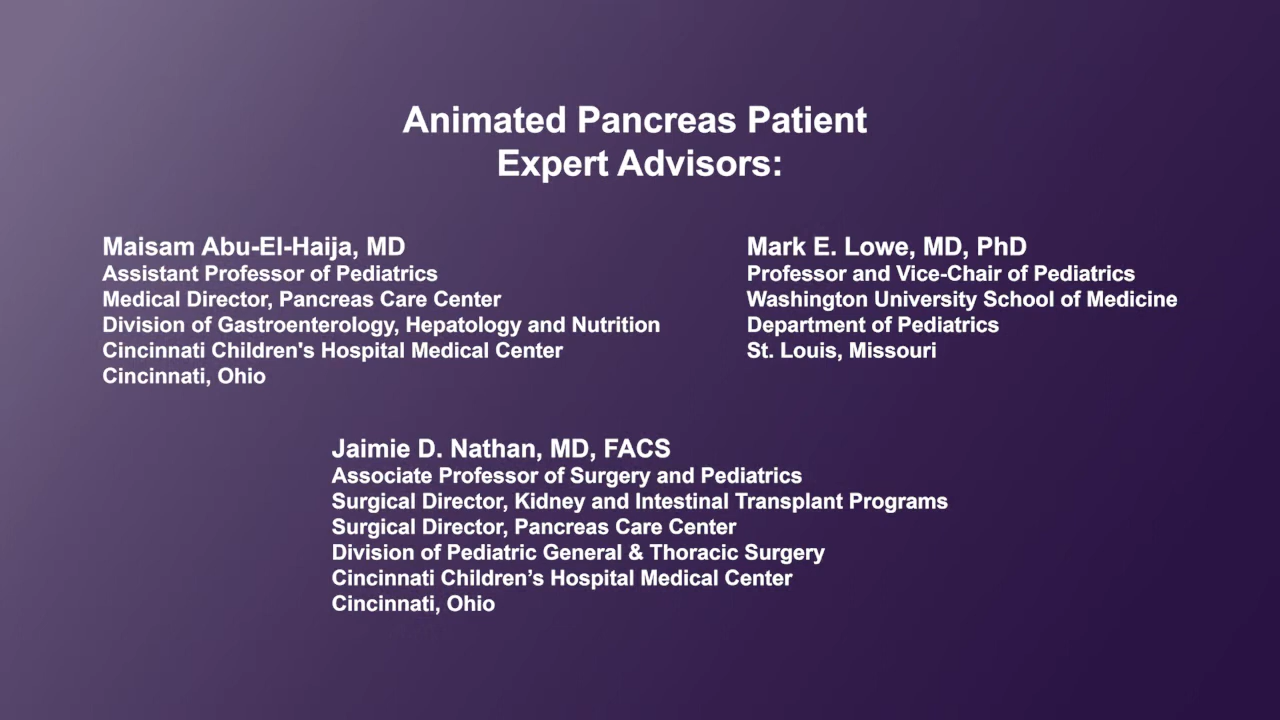 Animated Pancreas Patient
Expert Advisors:
Maisam Abu-El-Haija, MD
Assistant Professor of Pediatrics
Medical Director, Pancreas Care Center
Division of Gastroenterology, Hepatology and Nutrition
Cincinnati Children's Hospital Medical Center
Cincinnati, Ohio
Mark E. Lowe, MD, PhD
Professor and Vice-Chair of Pediatrics
Washington University School of Medicine
Department of Pediatrics
St. Louis, Missouri
Jaimie D. Nathan, MD, FACS
Associate Professor of Surgery and Pediatrics
Surgical Director, Kidney and Intestinal Transplant Programs
Surgical Director, Pancreas Care Center
Division of Pediatric General & Thoracic Surgery
Cincinnati Children’s Hospital Medical Center
Cincinnati, Ohio